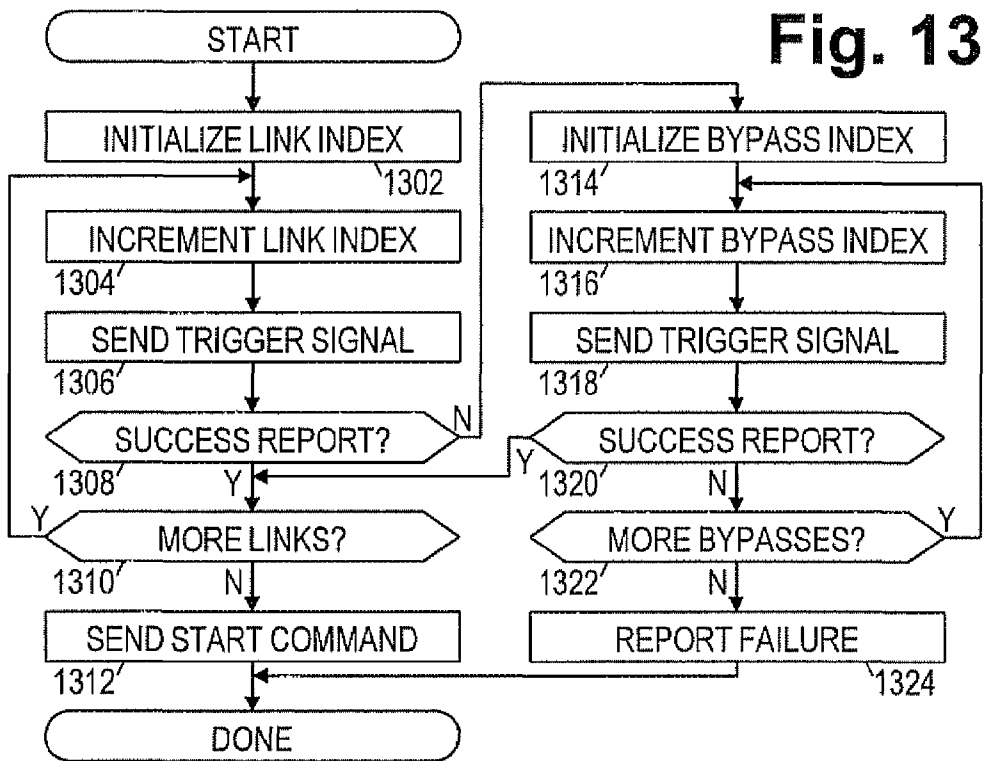 Fig. 13
START
INITIALIZE LINK INDEX
1302
INCREMENT LINK INDEX
1304
SEND TRIGGER SIGNAL
1306
SUCCESS REPORT?
N
1308
Y
MORE LINKS?
Y
1310
N
SEND START COMMAND
1312
DONE
INITIALIZE BYPASS INDEX
1314
INCREMENT BYPASS INDEX
1316
SEND TRIGGER SIGNAL
1318
SUCCESS REPORT?
Y
1320
N
MORE BYPASSES?
Y
1322
N
REPORT FAILURE
1324